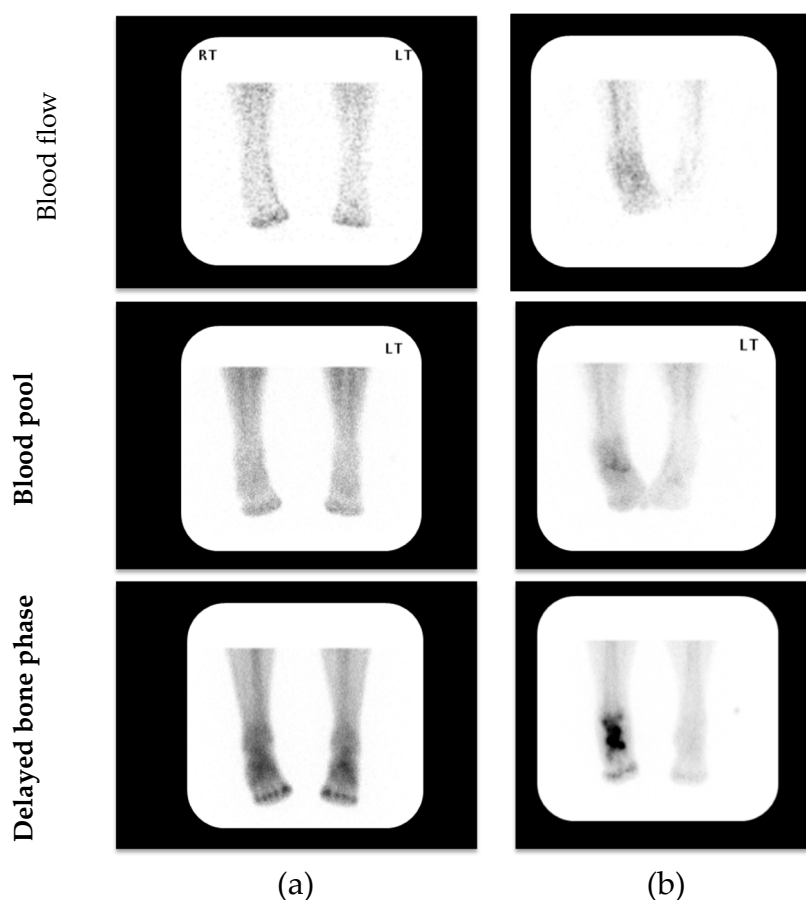 RT LT
Blood flow
LT LT
Blood pool
Delayed bone phase
(a) (b)